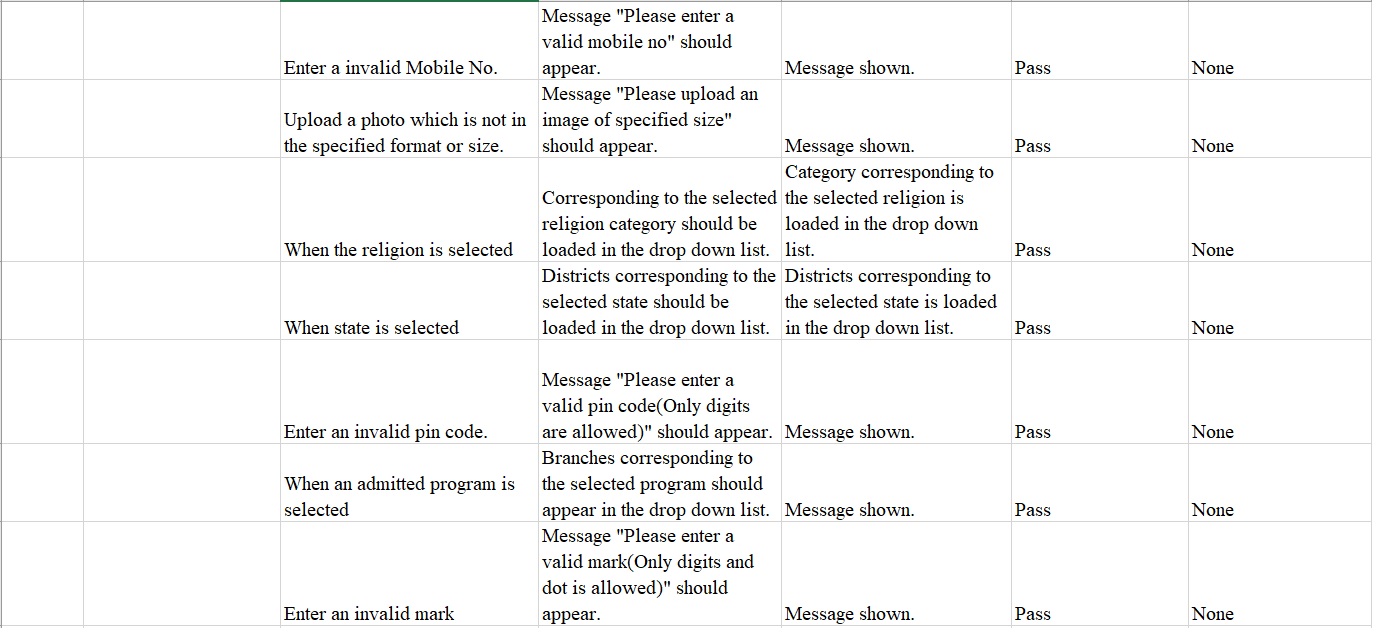 Enter a invalid Mobile No.
Message "Please enter a
valid mobile no" should
appear.
Message shown.
Pass
None
Upload a photo which is not in
the specified format or size.
Message "Please upload an
image of specified size"
should appear.
Message shown.
Pass
None
When the religion is selected
Corresponding to the selected
religion category should be
loaded in the drop down list.
Category corresponding to
the selected religion is
loaded in the drop down
list.
Pass
None
When state is selected
Districts corresponding to the
selected state should be
loaded in the drop down list.
Districts corresponding to
the selected state is loaded
in the drop down list.
Pass
None
Enter an invalid pin code.
Message "Please enter a
valid pin code(Only digits
are allowed)" should appear.
Message shown.
Pass
None
When an admitted program is
selected
Branches corresponding to
the selected program should
appear in the drop down list.
Message shown.
Pass
None
Enter an invalid mark
Message "Please enter a
valid mark(Only digits and
dot is allowed)" should
appear.
Message shown.
Pass
None